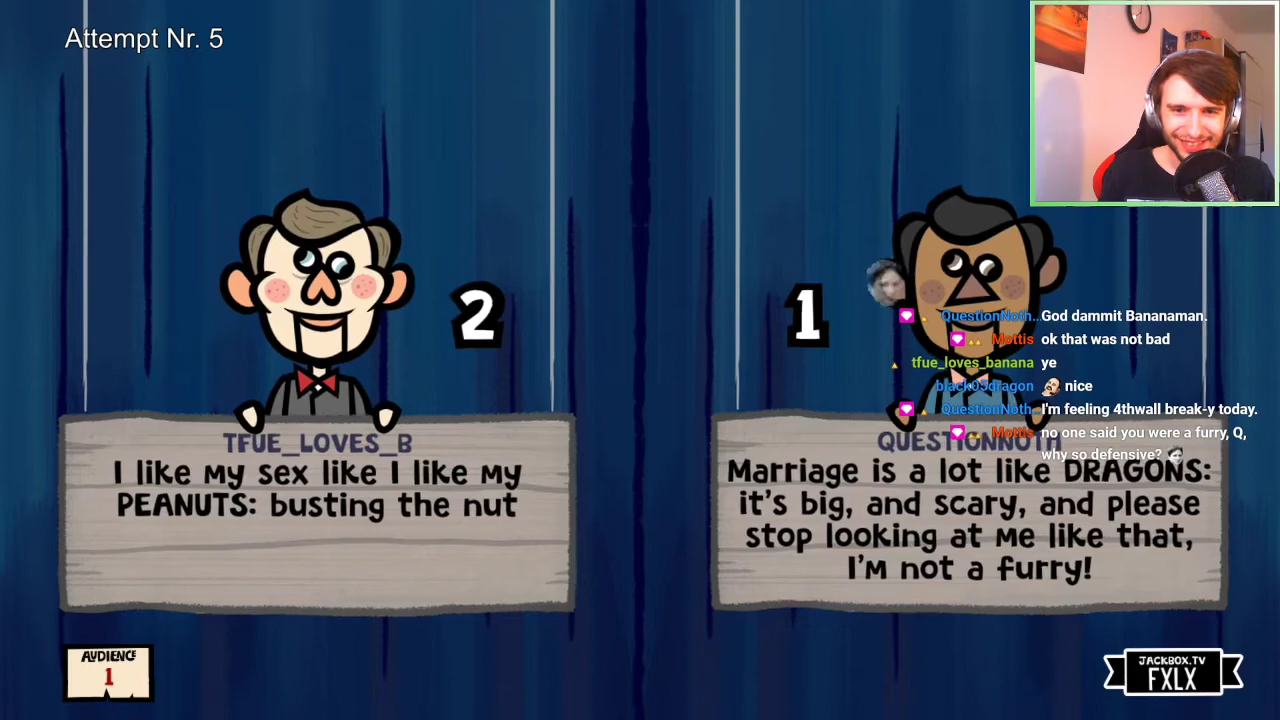 Attempt Nr. 5
2
1
QuestionNoth... God dammit Bananaman.
Mottis ok that was not bad
tfue_loves_banana ye
black05dragon nice
QuestionNoth... I'm feeling 4thwall break-y today.
Mottis no one said you were a furry, Q,
why so defensive?
TFUE_LOVES_B
I like my sex like I like my
PEANUTS: busting the nut
QUESTIONNOTH
Marriage is a lot like DRAGONS:
it's big, and scary, and please
stop looking at me like that,
I'm not a furry!
AUDIENCE
1
JACKBOX.TV
FXLX